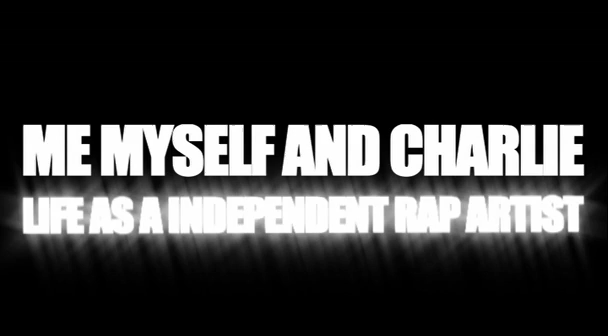 ME MYSELF AND CHARLIE
LIFE AS A INDEPENDENT RAP ARTIST